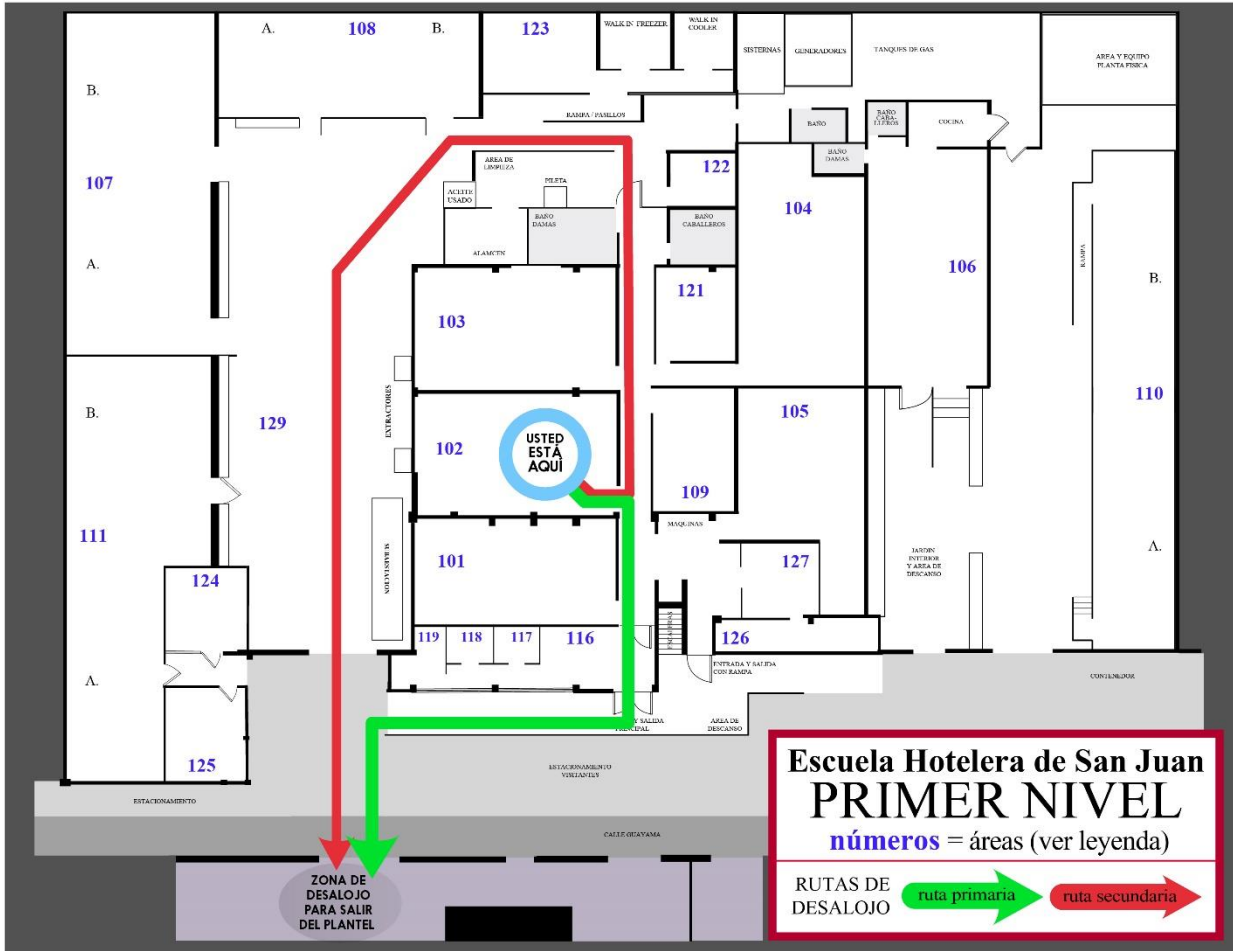 A.
108
B.
123
WALK IN FREEZER
WALK IN
COOLER
SISTERNAS
GENERADORES
TANQUES DE GAS
AREA Y EQUIPO
PLANTA FISICA
B.
RAMPA / PASILLOS
BAÑO
BAÑO
CABA-
LLEROS
COCINA
107
AREA DE
LIMPIEZA
ACEITE
USADO
PILETA
122
BAÑO
DAMAS
104
BAÑO
DAMAS
BAÑO
CABALLEROS
A.
ALAMCEN
106
RAMPA
B.
103
121
B.
129
EXTRACTORES
102
USTED
ESTÁ
AQUÍ
105
110
109
111
MAQUINAS
101
SUBAESTACION
127
JARDIN
INTERIOR
Y AREA DE
DESCANSO
A.
124
119
118
117
116
ESCALERAS
126
A.
ENTRADA Y SALIDA
CON RAMPA
CONTENEDOR
125
Y SALIDA
PRINCIPAL
AREA DE
DESCANSO
ESTACIONAMIENTO
VISITANTES
ESTACIONAMIENTO
CALLE GUAYAMA
ZONA DE
DESALOJO
PARA SALIR
DEL PLANTEL
Escuela Hotelera de San Juan
PRIMER NIVEL
números = áreas (ver leyenda)
RUTAS DE
DESALOJO
ruta primaria
ruta secundaria